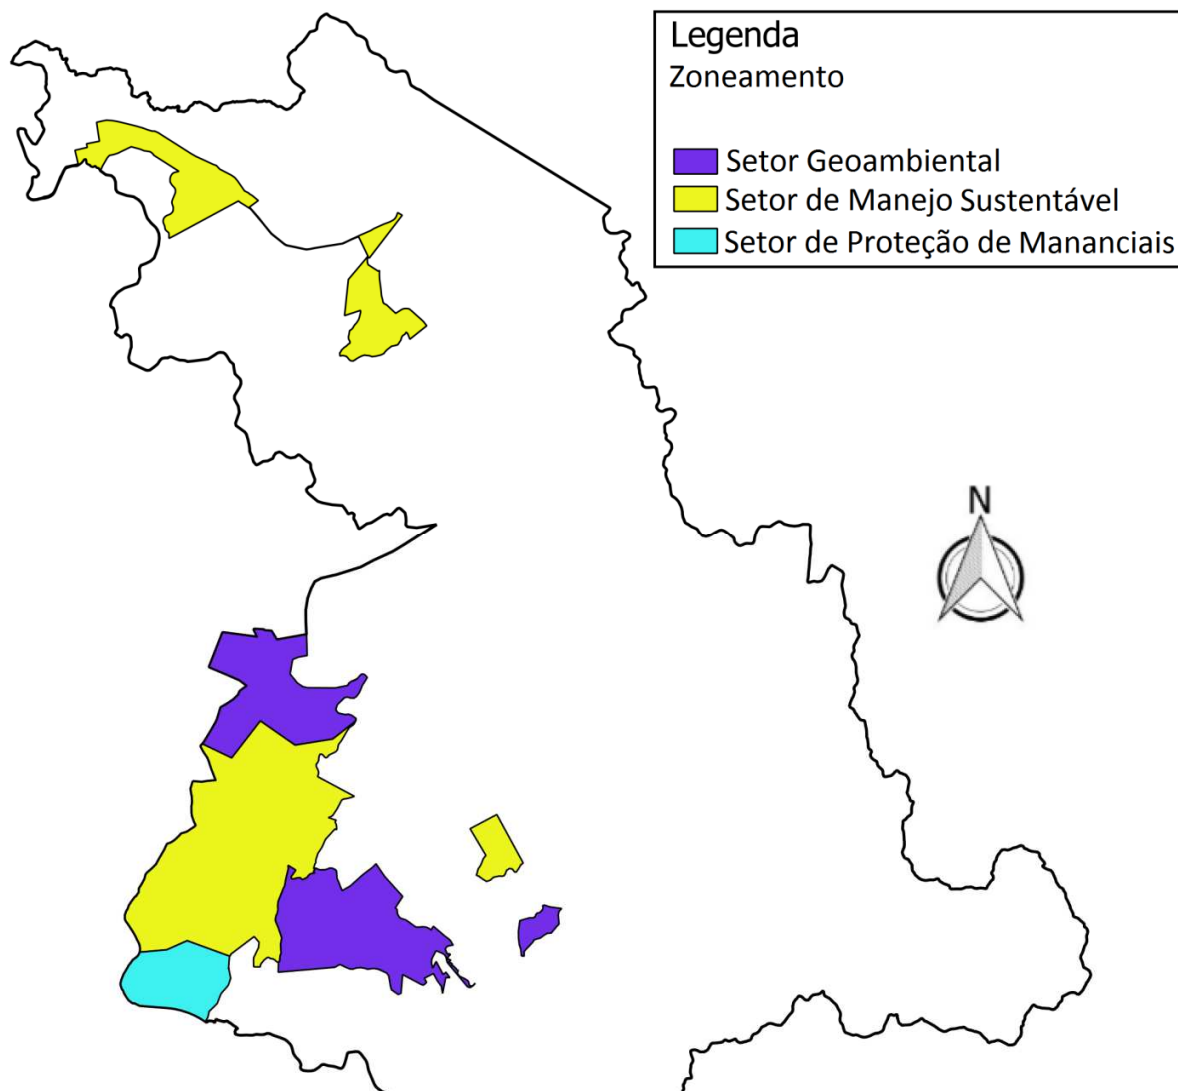 Legenda
Zoneamento
Setor Geoambiental
Setor de Manejo Sustentável
Setor de Proteção de Mananciais
N